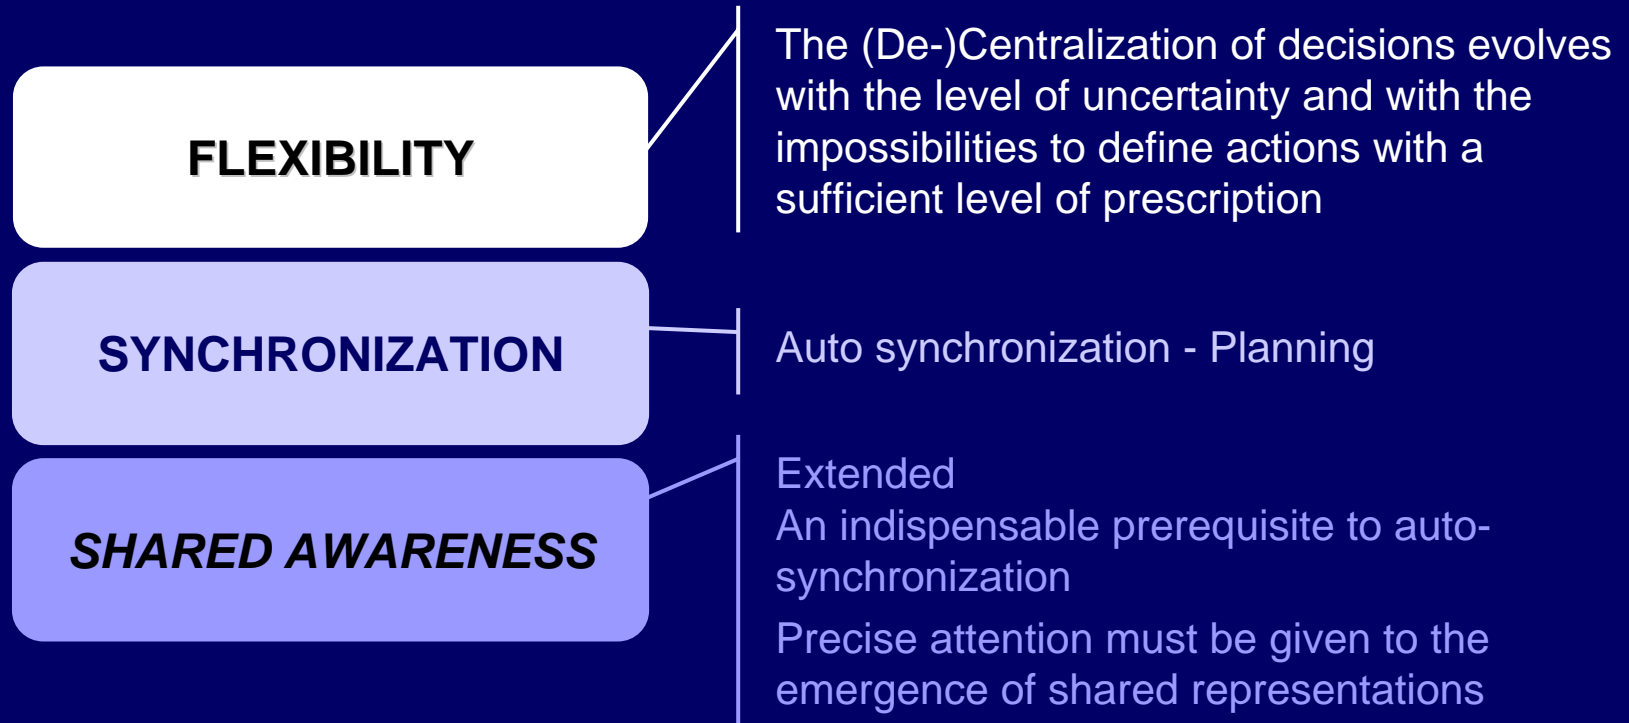 FLEXIBILITY
The (De-)Centralization of decisions evolves
with the level of uncertainty and with the
impossibilities to define actions with a
sufficient level of prescription
SYNCHRONIZATION
Auto synchronization - Planning
SHARED AWARENESS
Extended
An indispensable prerequisite to auto-
synchronization
Precise attention must be given to the
emergence of shared representations